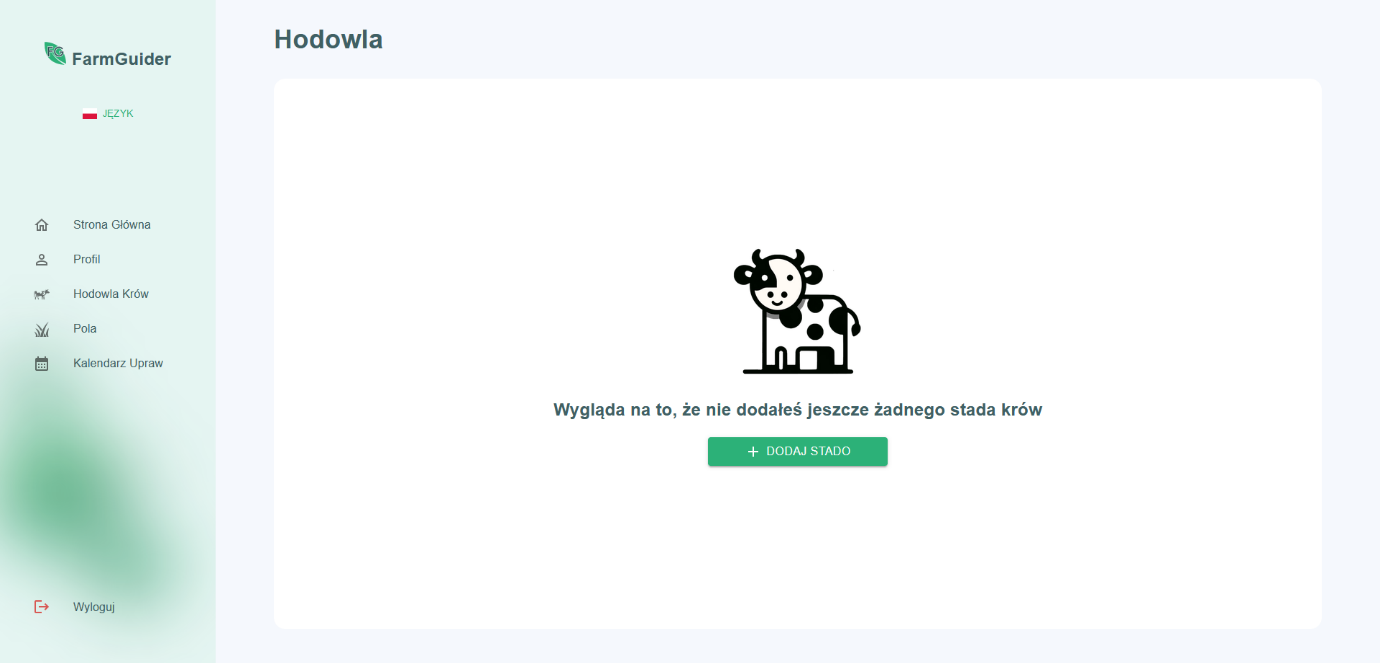 FG FarmGuider
JĘZYK
Strona Główna
Profil
Hodowla Krów
Pola
Kalendarz Upraw
Wyloguj
Hodowla
Wygląda na to, że nie dodałeś jeszcze żadnego stada krów
+ DODAJ STADO